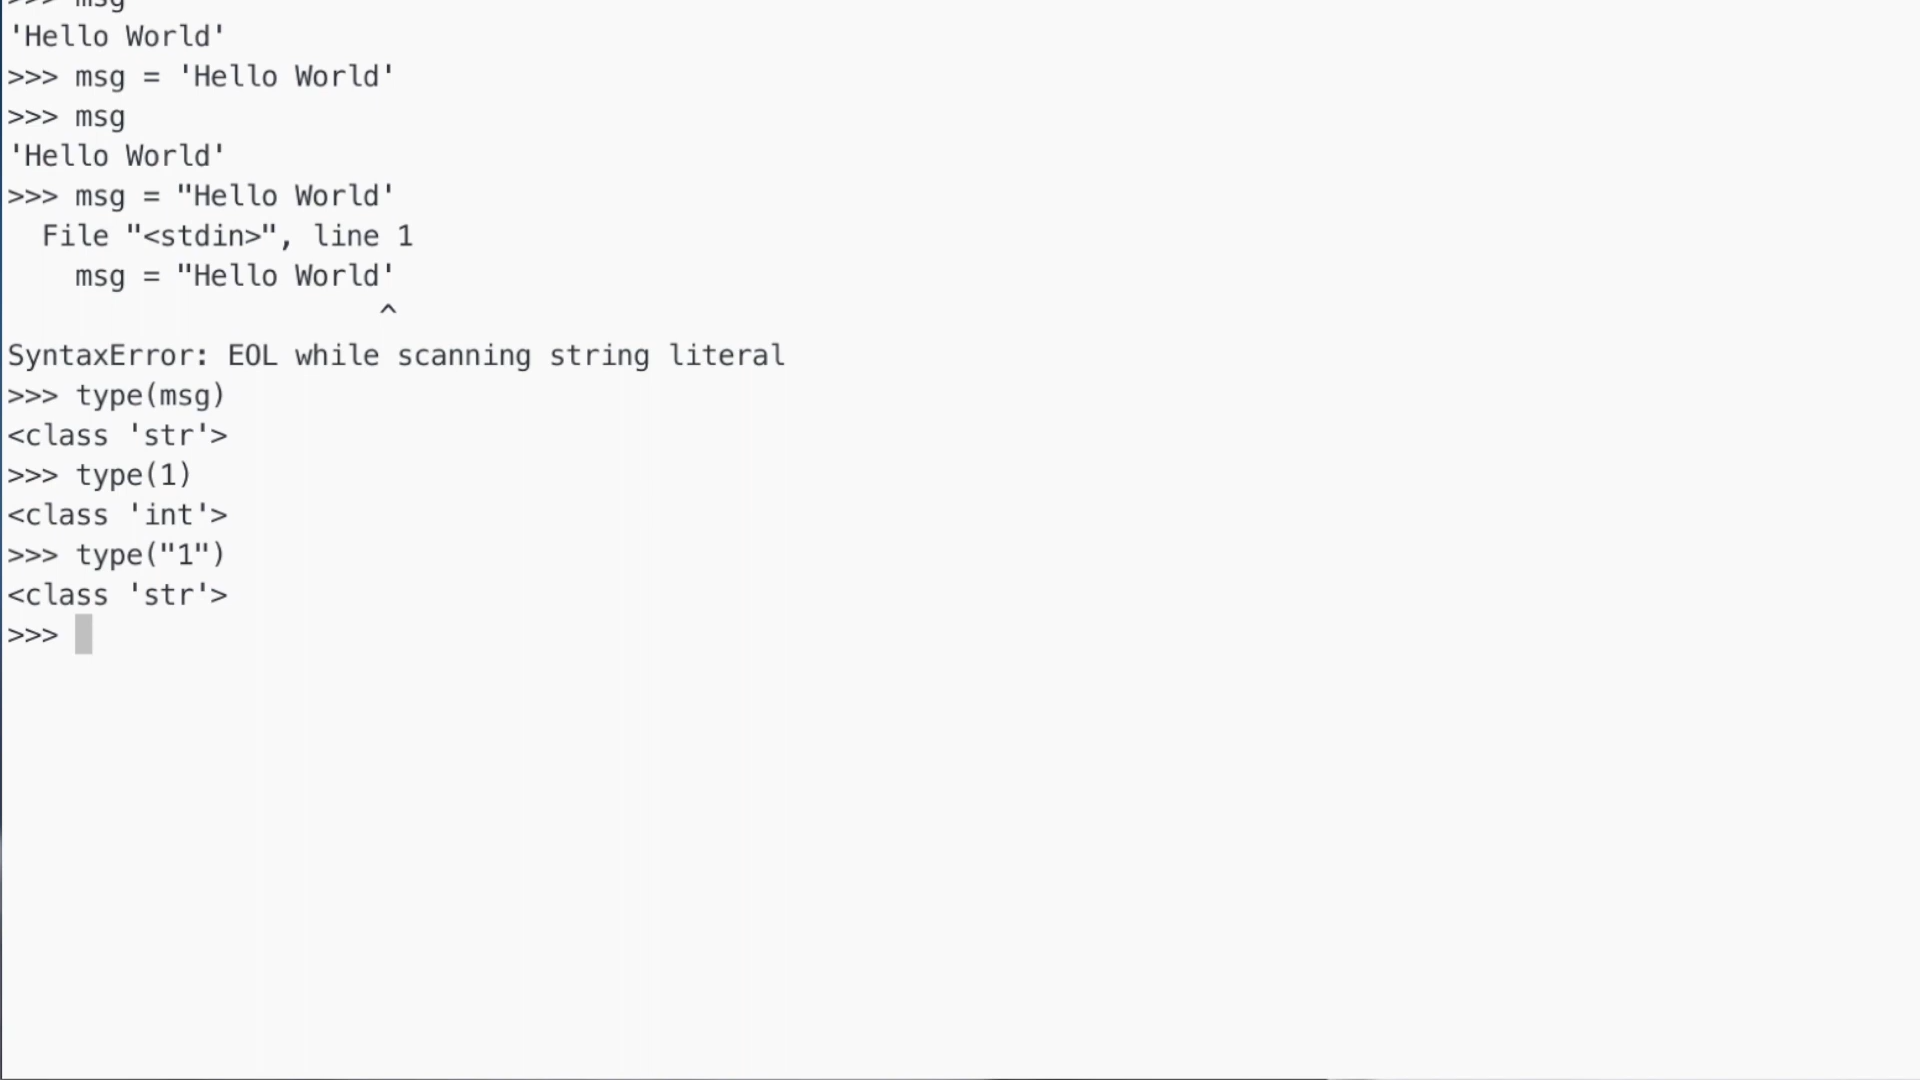 >>> msg
'Hello World'
>>> msg = 'Hello World'
>>> msg
'Hello World'
>>> msg = "Hello World'
  File "<stdin>", line 1
    msg = "Hello World'
                      ^
SyntaxError: EOL while scanning string literal
>>> type(msg)
<class 'str'>
>>> type(1)
<class 'int'>
>>> type("1")
<class 'str'>
>>>